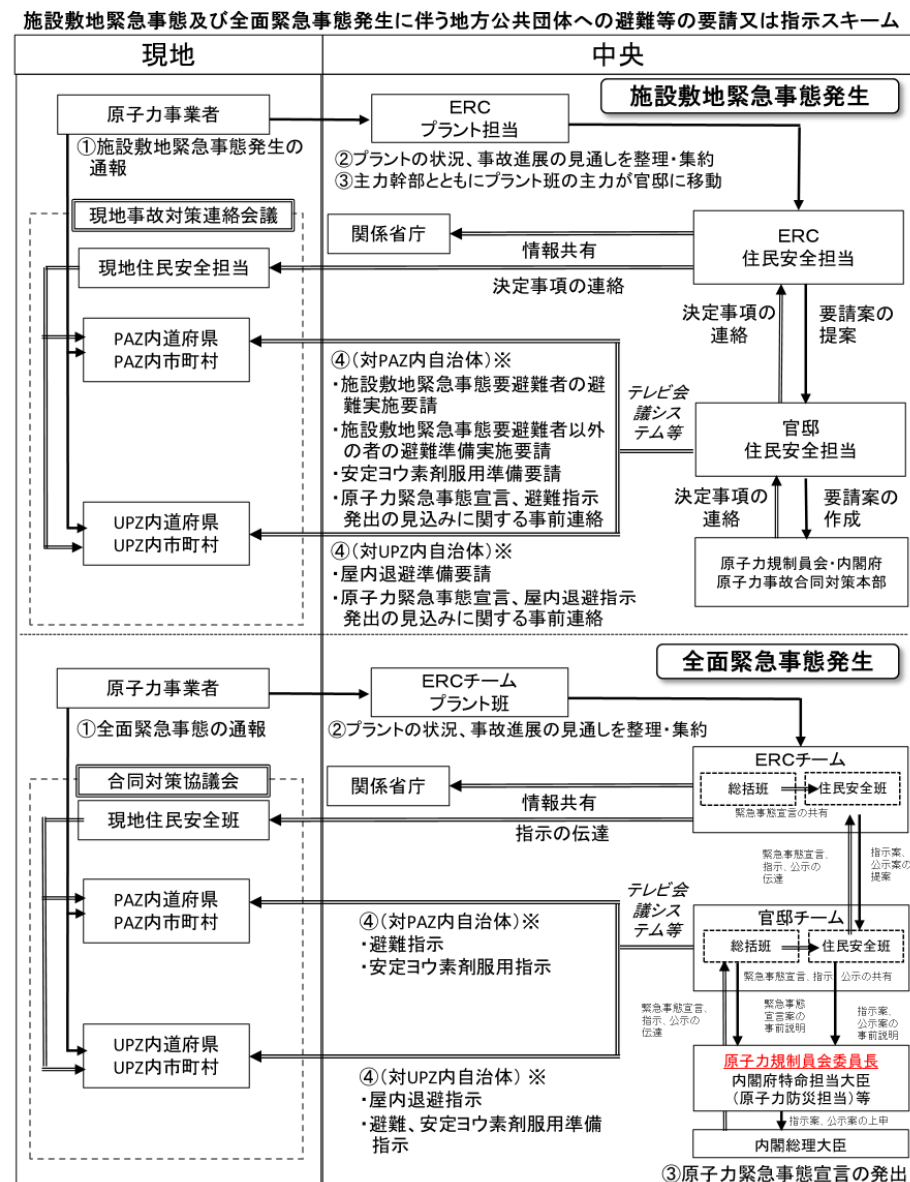 施設敷地緊急事態及び全面緊急事態発生に伴う地方公共団体への避難等の要請又は指示スキーム
現地
中央
施設敷地緊急事態発生
原子力事業者
ERC
プラント担当
①施設敷地緊急事態発生の
通報
②プラントの状況、事故進展の見通しを整理・集約
③主力幹部とともにプラント班の主力が官邸に移動
現地事故対策連絡会議
関係省庁
情報共有
ERC
住民安全担当
現地住民安全担当
決定事項の連絡
決定事項の
連絡
要請案の
提案
PAZ内道府県
PAZ内市町村
④(対PAZ内自治体)※
・施設敷地緊急事態要避難者の避
難実施要請
・施設敷地緊急事態要避難者以外
の者の避難準備実施要請
・安定ヨウ素剤服用準備要請
・原子力緊急事態宣言、避難指示
発出の見込みに関する事前連絡
テレビ会
議シス
テム等
官邸
住民安全担当
決定事項の
連絡
要請案の
作成
UPZ内道府県
UPZ内市町村
④(対UPZ内自治体)※
・屋内退避準備要請
・原子力緊急事態宣言、屋内退避指示
発出の見込みに関する事前連絡
原子力規制員会・内閣府
原子力事故合同対策本部
全面緊急事態発生
原子力事業者
ERCチーム
プラント班
①全面緊急事態の通報
②プラントの状況、事故進展の見通しを整理・集約
合同対策協議会
関係省庁
情報共有
ERCチーム
総括班
住民安全班
緊急事態宣言の共有
現地住民安全班
指示の伝達
緊急事態宣言、
指示、公示の
伝達
指示案、
公示案の
提案
PAZ内道府県
PAZ内市町村
④(対PAZ内自治体)※
・避難指示
・安定ヨウ素剤服用指示
テレビ会
議シス
テム等
官邸チーム
総括班
住民安全班
緊急事態宣言、指示、公示の共有
緊急事態宣言、
指示、公示の
伝達
緊急事態
宣言案の
事前説明
指示案、
公示案の
事前説明
UPZ内道府県
UPZ内市町村
④(対UPZ内自治体) ※
・屋内退避指示
・避難、安定ヨウ素剤服用準備
指示
原子力規制員会委員長
内閣府特命担当大臣
(原子力防災担当)等
指示案、公示案の上申
内閣総理大臣
③原子力緊急事態宣言の発出